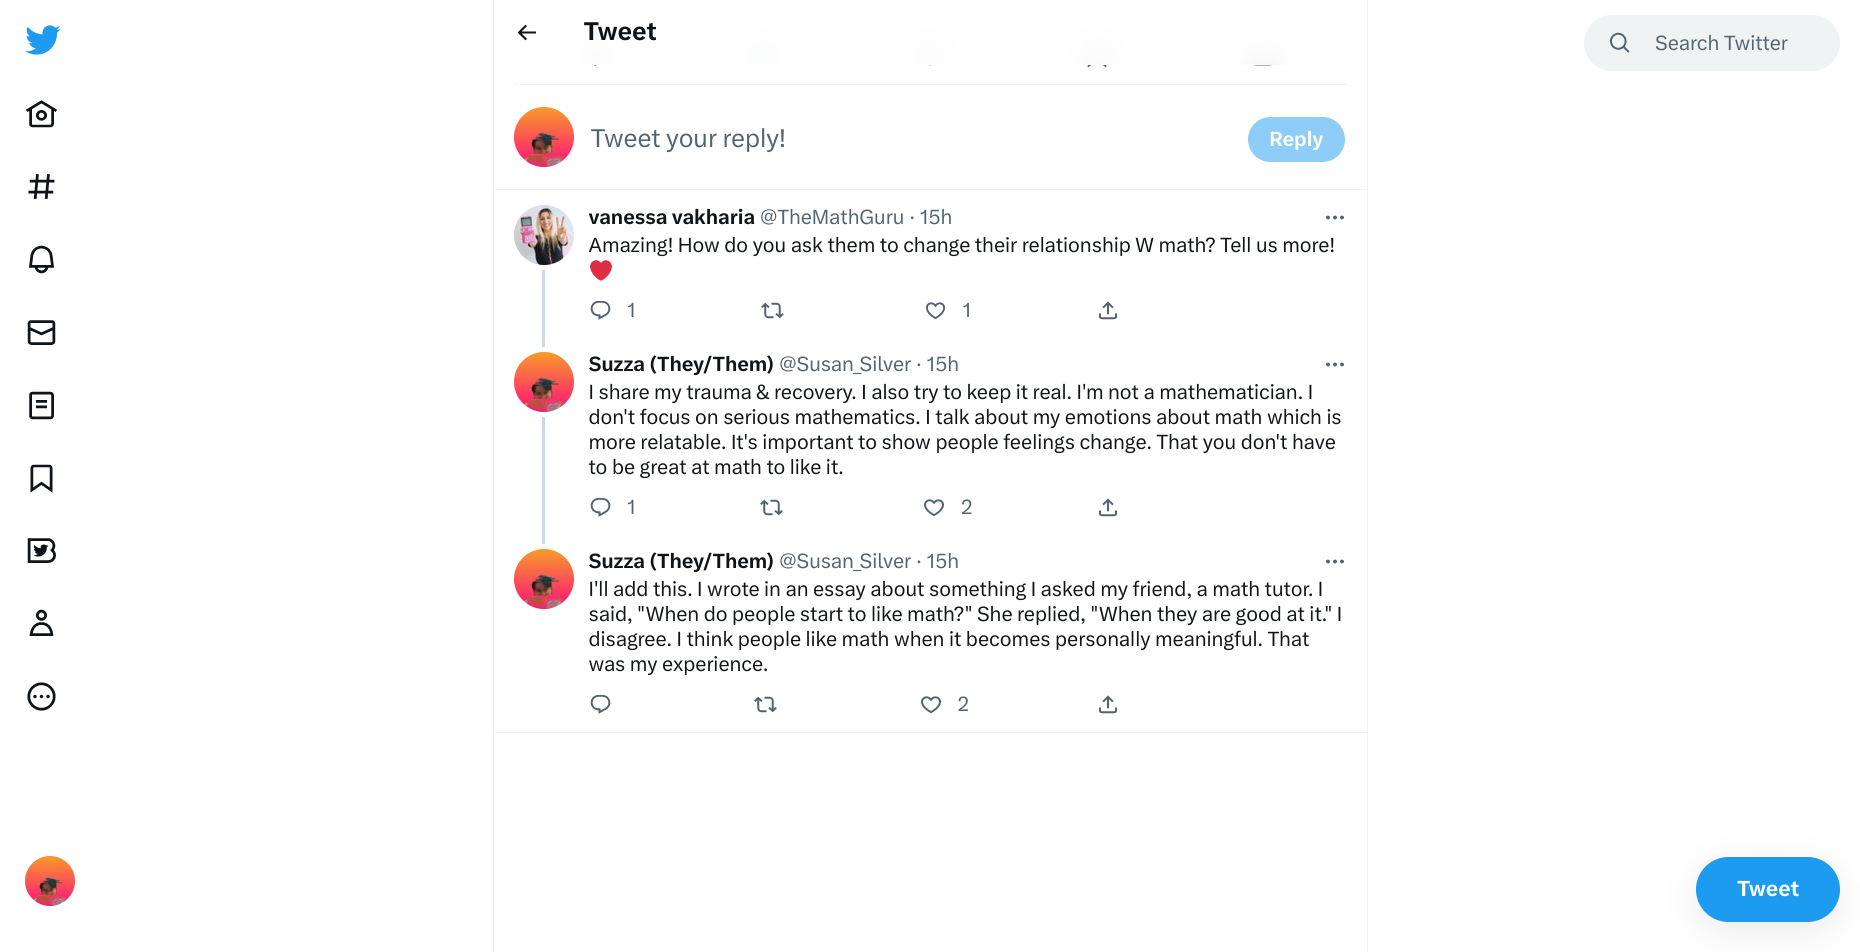 Tweet
Search Twitter
Tweet your reply!
Reply
vanessa vakharia @TheMathGuru · 15h
Amazing! How do you ask them to change their relationship W math? Tell us more!
1
1
Suzza (They/Them) @Susan_Silver · 15h
I share my trauma & recovery. I also try to keep it real. I'm not a mathematician. I
don't focus on serious mathematics. I talk about my emotions about math which is
more relatable. It's important to show people feelings change. That you don't have
to be great at math to like it.
1
2
Suzza (They/Them) @Susan_Silver · 15h
I'll add this. I wrote in an essay about something I asked my friend, a math tutor. I
said, "When do people start to like math?" She replied, "When they are good at it." I
disagree. I think people like math when it becomes personally meaningful. That
was my experience.
2
Tweet